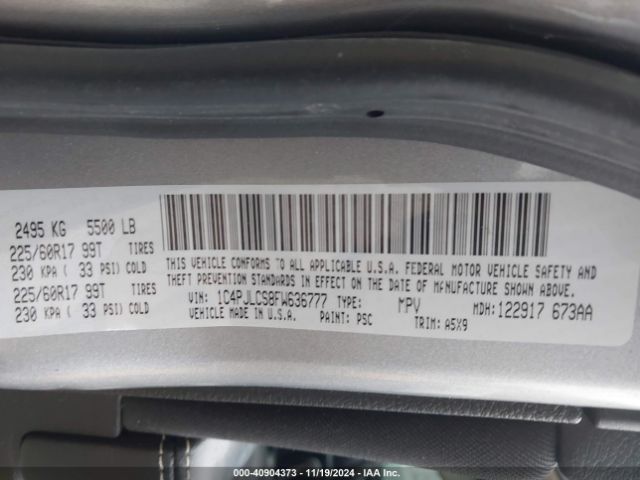 2495 KG 5500 LB
225/60R17 99T TIRES
230 KPA ( 33 PSI) COLD
225/60R17 99T TIRES
230 KPA ( 33 PSI) COLD
THIS VEHICLE CONFORMS TO ALL APPLICABLE U.S.A. FEDERAL MOTOR VEHICLE SAFETY AND
THEFT PREVENTION STANDARDS IN EFFECT ON THE DATE OF MANUFACTURE SHOWN ABOVE.
VIN: 1C4PJLCS8FW636777 TYPE: MPV MDH: 122917 673AA
VEHICLE MADE IN U.S.A. PAINT: PSC TRIM: A5X9
© - 40904373 - 11/19/2024 - IAA Inc.